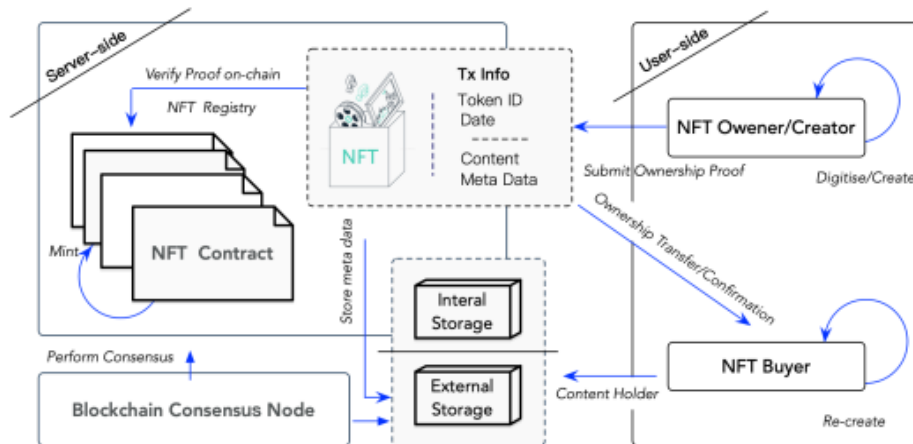 Server-side
User-side
Verify Proof on-chain
NFT Registry
NFT
Tx Info
Token ID
Date
Content
Meta Data
NFT Owener/Creator
Submit Ownership Proof
Digitise/Create
Mint
NFT Contract
Store meta data
Ownership Transfer/Confirmation
Interal
Storage
Perform Consensus
External
Storage
Content Holder
NFT Buyer
Blockchain Consensus Node
Re-create